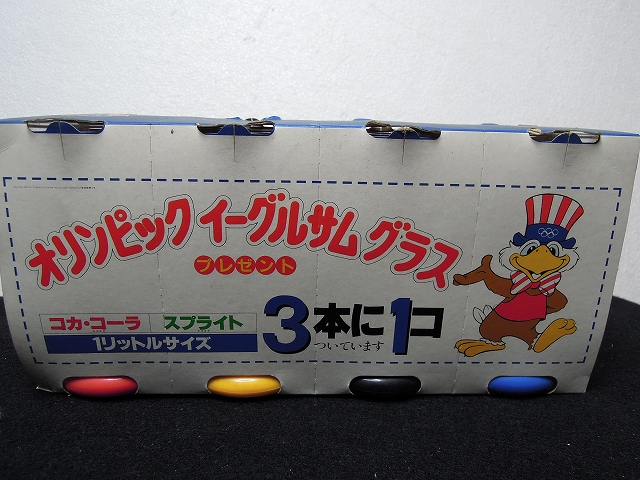 オリンピック イーグルサム グラス
プレゼント
コカ・コーラ スプライト
1リットルサイズ
3本に1コ
ついています